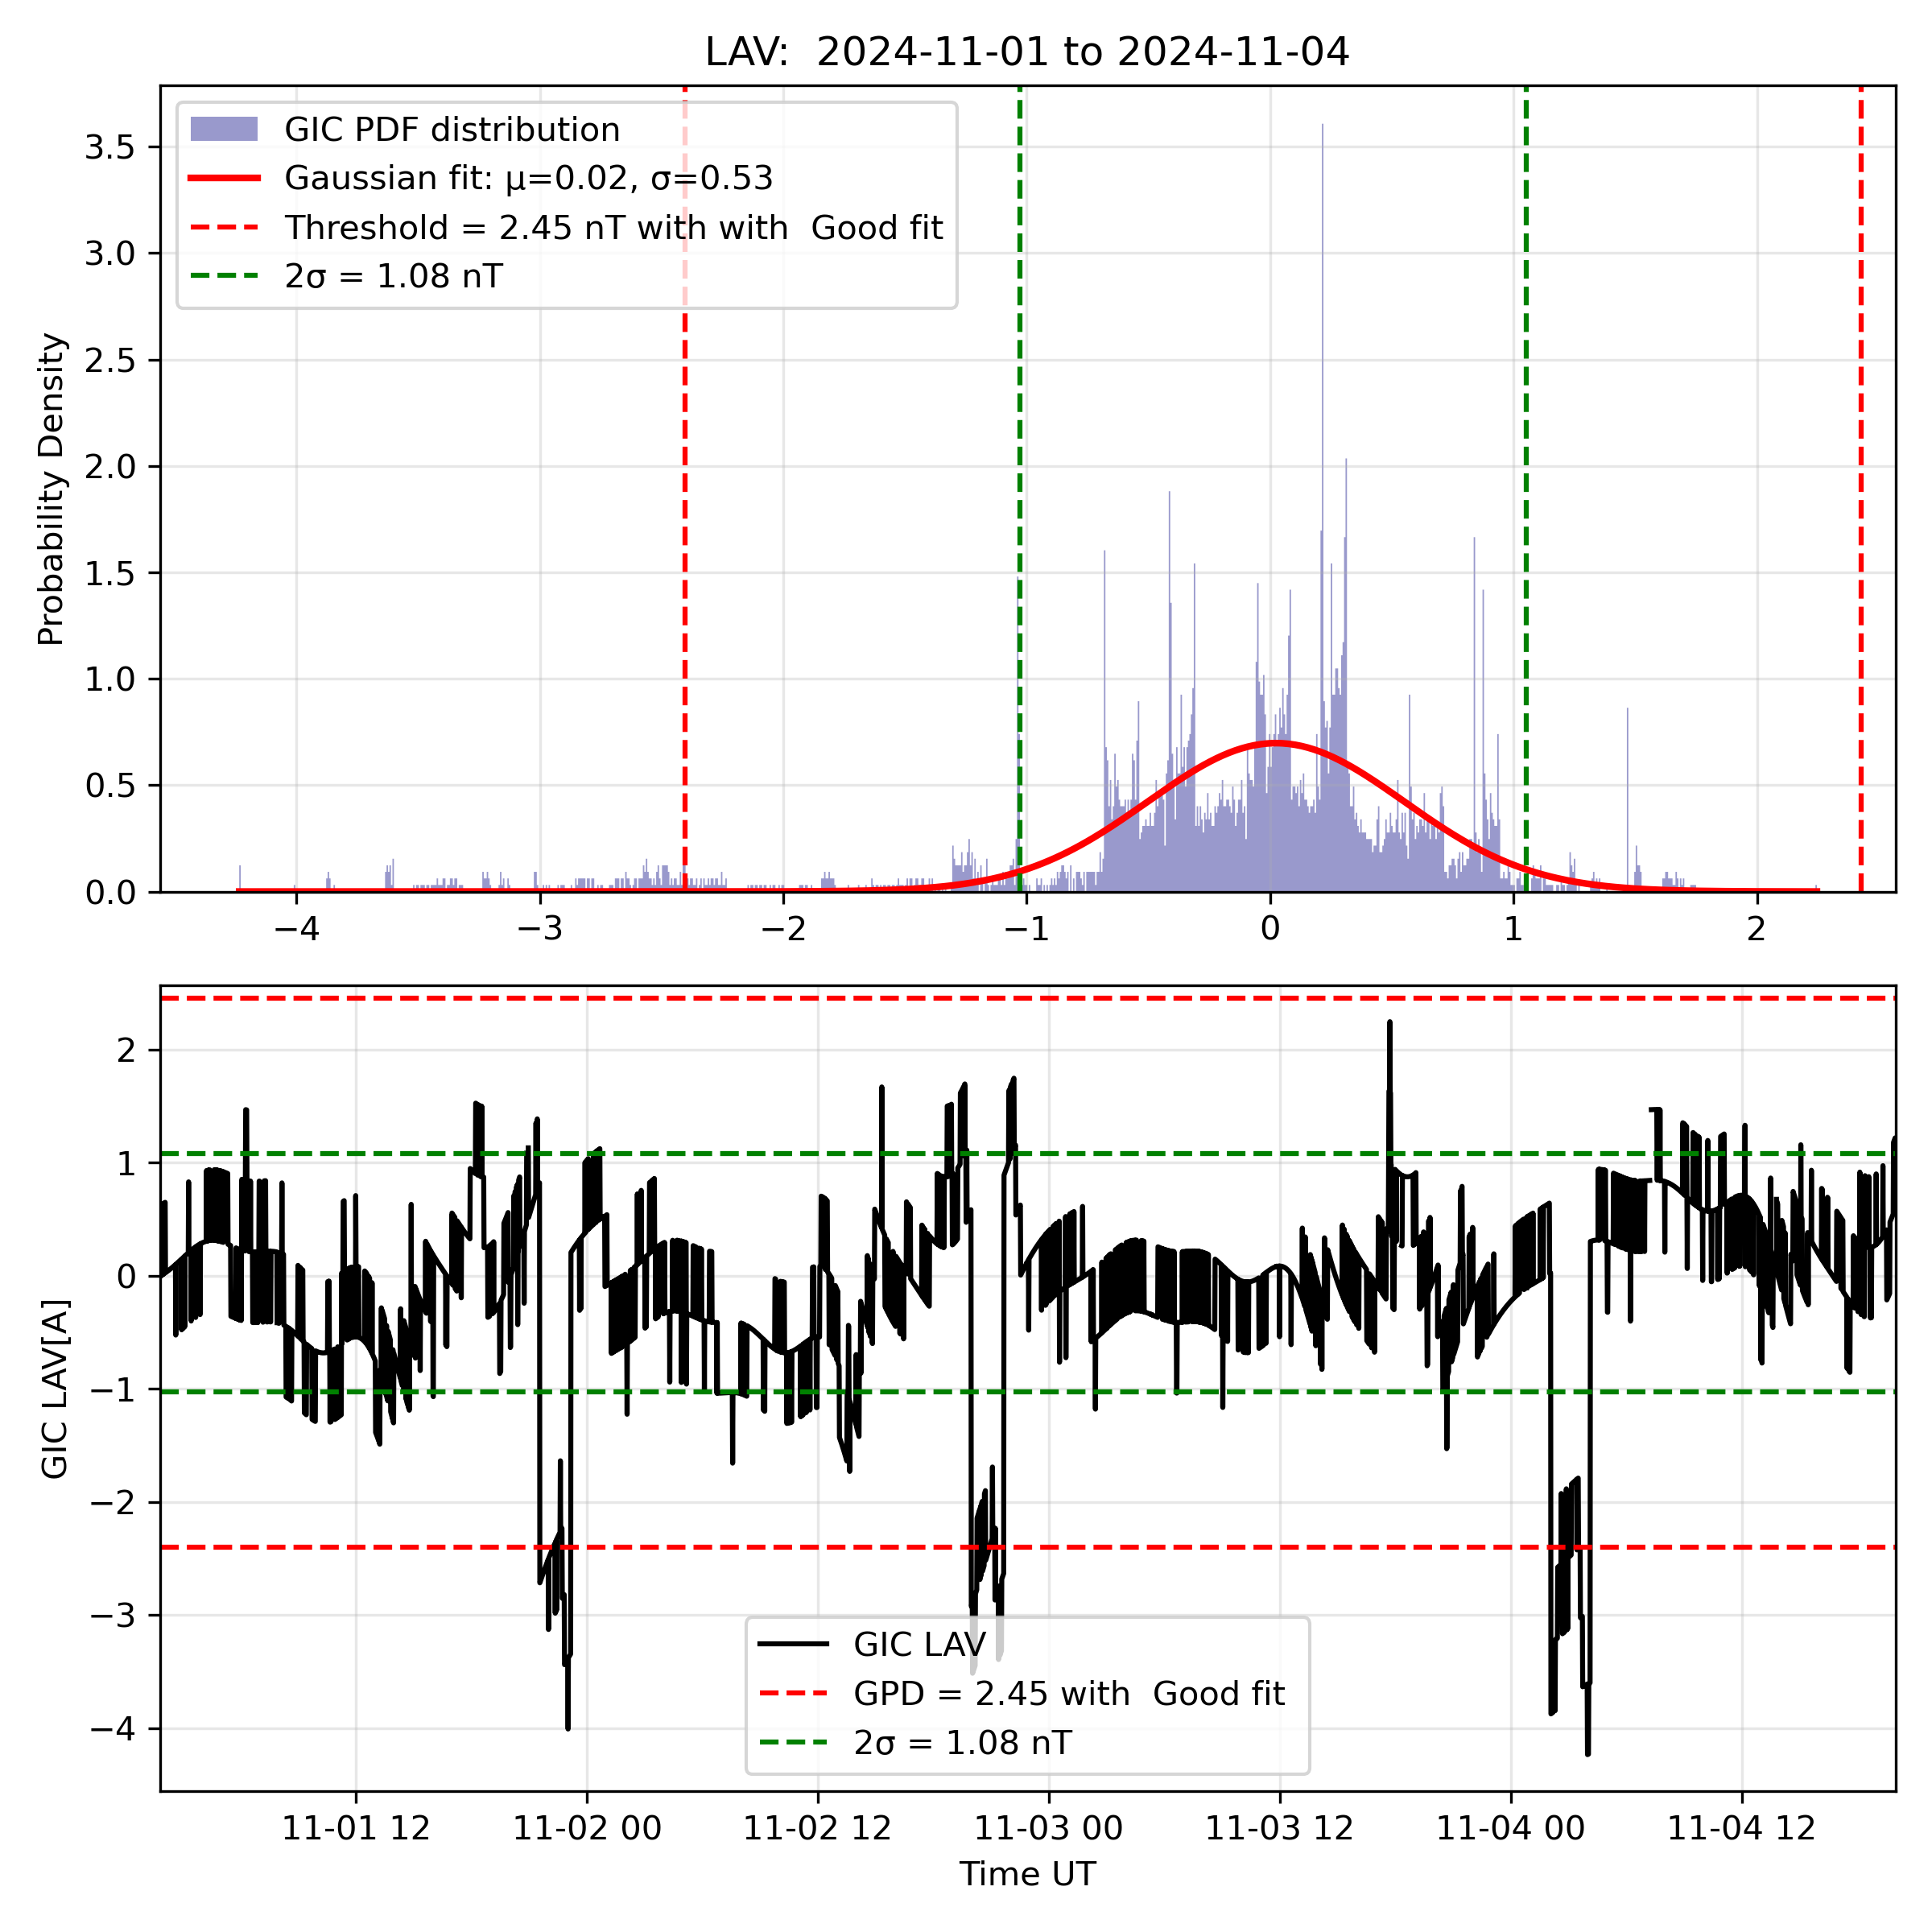 LAV:  2024-11-01 to 2024-11-04
GIC PDF distribution
Gaussian fit: μ=0.02, σ=0.53
Threshold = 2.45 nT with with  Good fit
2σ = 1.08 nT
Probability Density
3.5
3.0
2.5
2.0
1.5
1.0
0.5
0.0
−4
−3
−2
−1
0
1
2
GIC LAV[A]
2
1
0
−1
−2
−3
−4
GIC LAV
GPD = 2.45 with  Good fit
2σ = 1.08 nT
11-01 12
11-02 00
11-02 12
11-03 00
11-03 12
11-04 00
11-04 12
Time UT